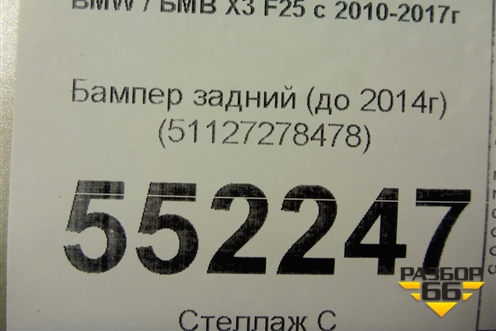 BMW / БМВ X3 F25 с 2010-2017г
Бампер задний (до 2014г)
(51127278478)
552247
РАЗБОР
66
Стеллаж С